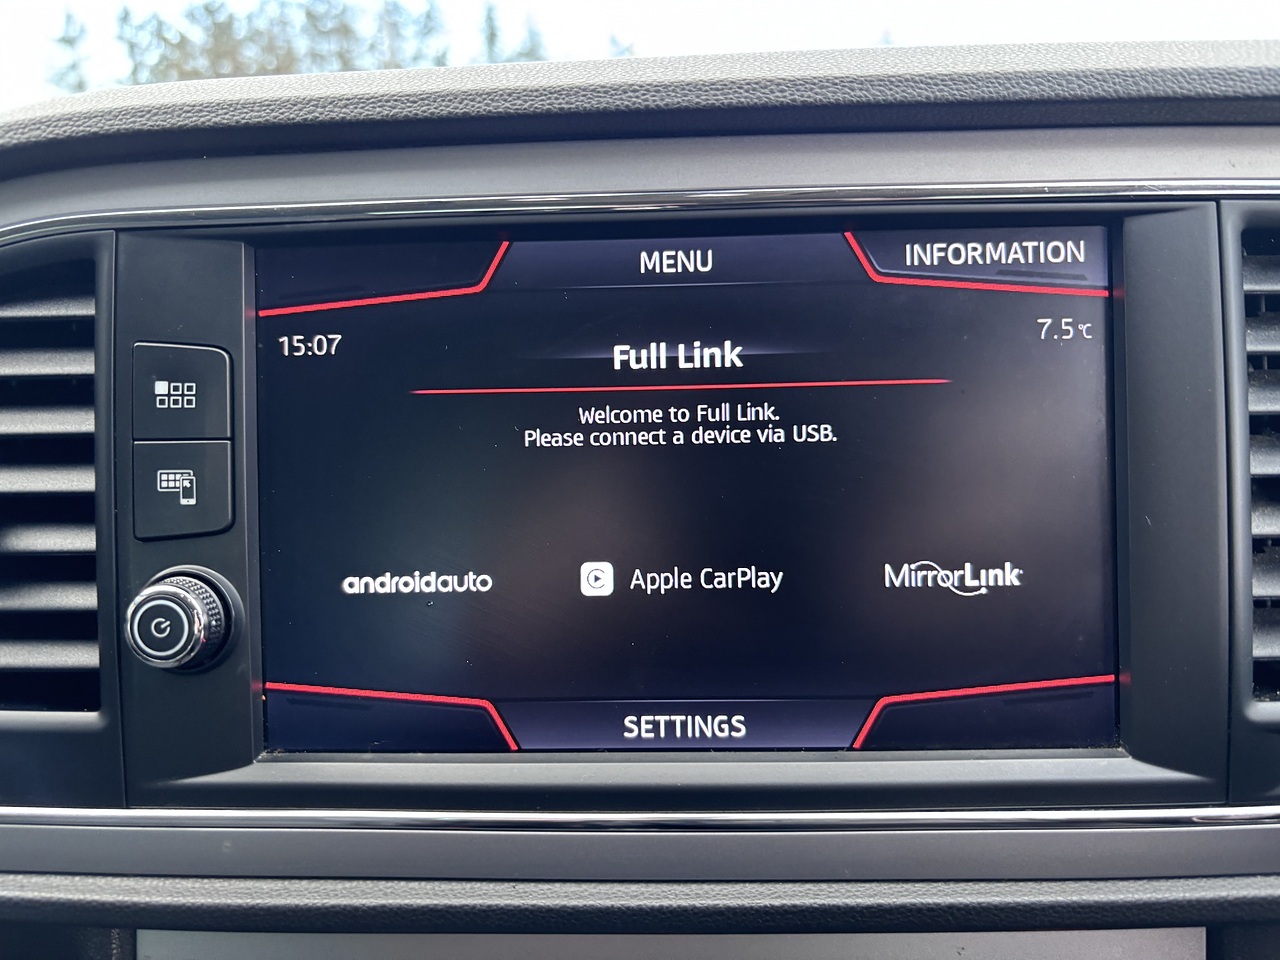 MENU
INFORMATION
15:07
7.5°C
Full Link
Welcome to Full Link.
Please connect a device via USB.
androidauto
Apple CarPlay
MirrorLink
SETTINGS